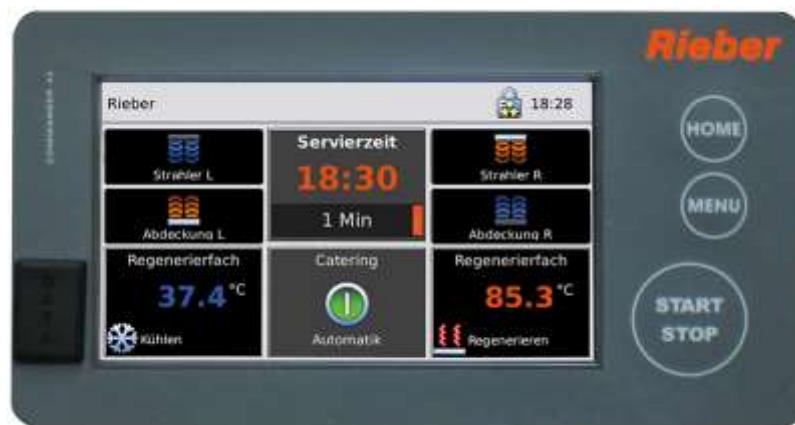 Rieber
COMMANDER
Rieber
18:28
HOME
Strahler L
Servierzeit
18:30
1 Min
Strahler R
Abdeckung L
Abdeckung R
MENU
Regenerierfach
37.4°C
Kühlen
Catering
Automatik
Regenerierfach
85.3°C
Regenerieren
START
STOP